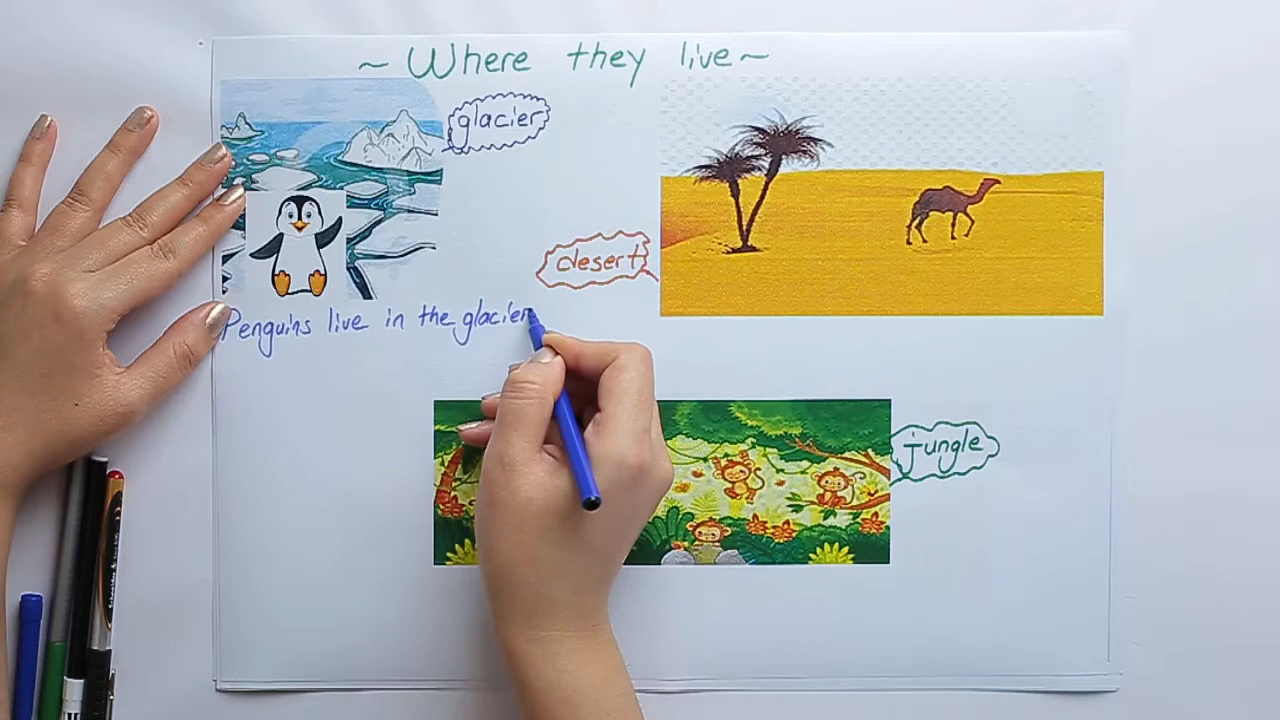 ~ Where they live ~
glacier
desert
Penguins live in the glacier
jungle